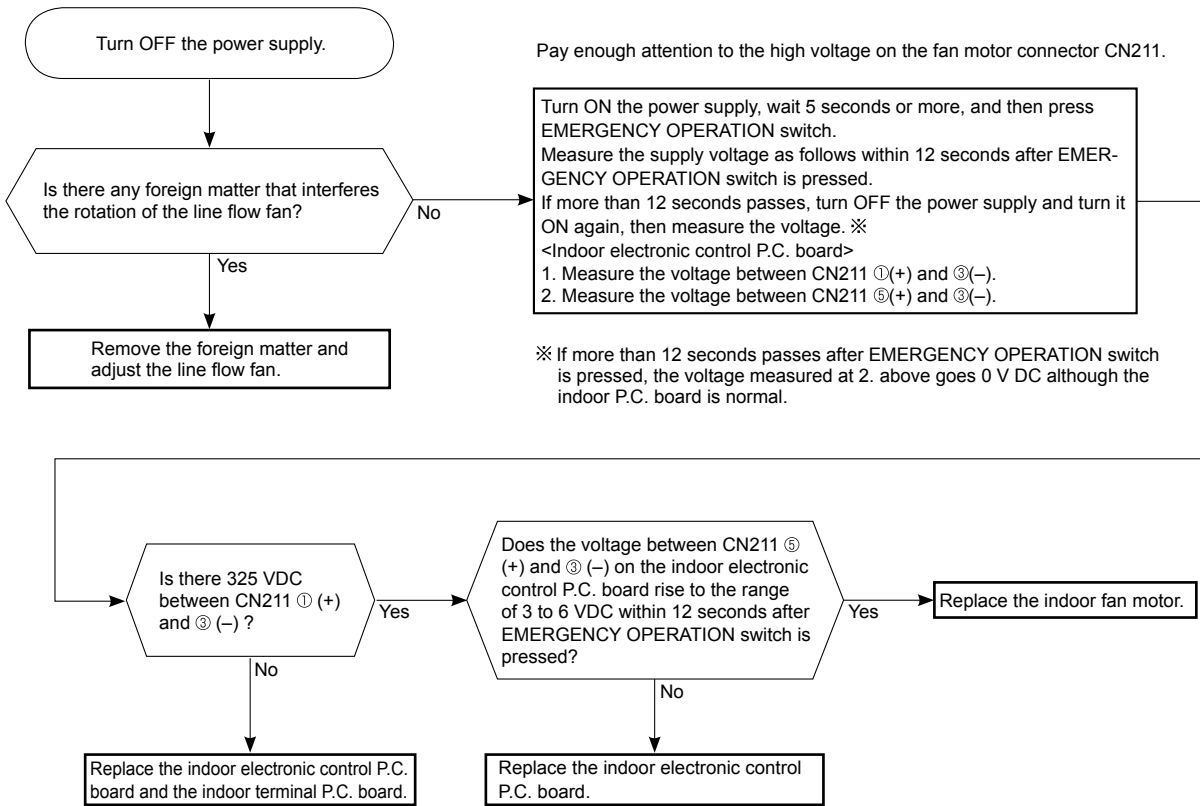 Turn OFF the power supply.
Pay enough attention to the high voltage on the fan motor connector CN211.
Is there any foreign matter that interferes
the rotation of the line flow fan?
No
Yes
Remove the foreign matter and
adjust the line flow fan.
Turn ON the power supply, wait 5 seconds or more, and then press
EMERGENCY OPERATION switch.
Measure the supply voltage as follows within 12 seconds after EMER-
GENCY OPERATION switch is pressed.
If more than 12 seconds passes, turn OFF the power supply and turn it
ON again, then measure the voltage. ※
<Indoor electronic control P.C. board>
1. Measure the voltage between CN211 ①(+) and ③(–).
2. Measure the voltage between CN211 ⑤(+) and ③(–).
※ If more than 12 seconds passes after EMERGENCY OPERATION switch
is pressed, the voltage measured at 2. above goes 0 V DC although the
indoor P.C. board is normal.
Is there 325 VDC
between CN211 ① (+)
and ③ (–) ?
Yes
No
Replace the indoor electronic control P.C.
board and the indoor terminal P.C. board.
Does the voltage between CN211 ⑤
(+) and ③ (–) on the indoor electronic
control P.C. board rise to the range
of 3 to 6 VDC within 12 seconds after
EMERGENCY OPERATION switch is
pressed?
Yes
No
Replace the indoor electronic control
P.C. board.
Replace the indoor fan motor.